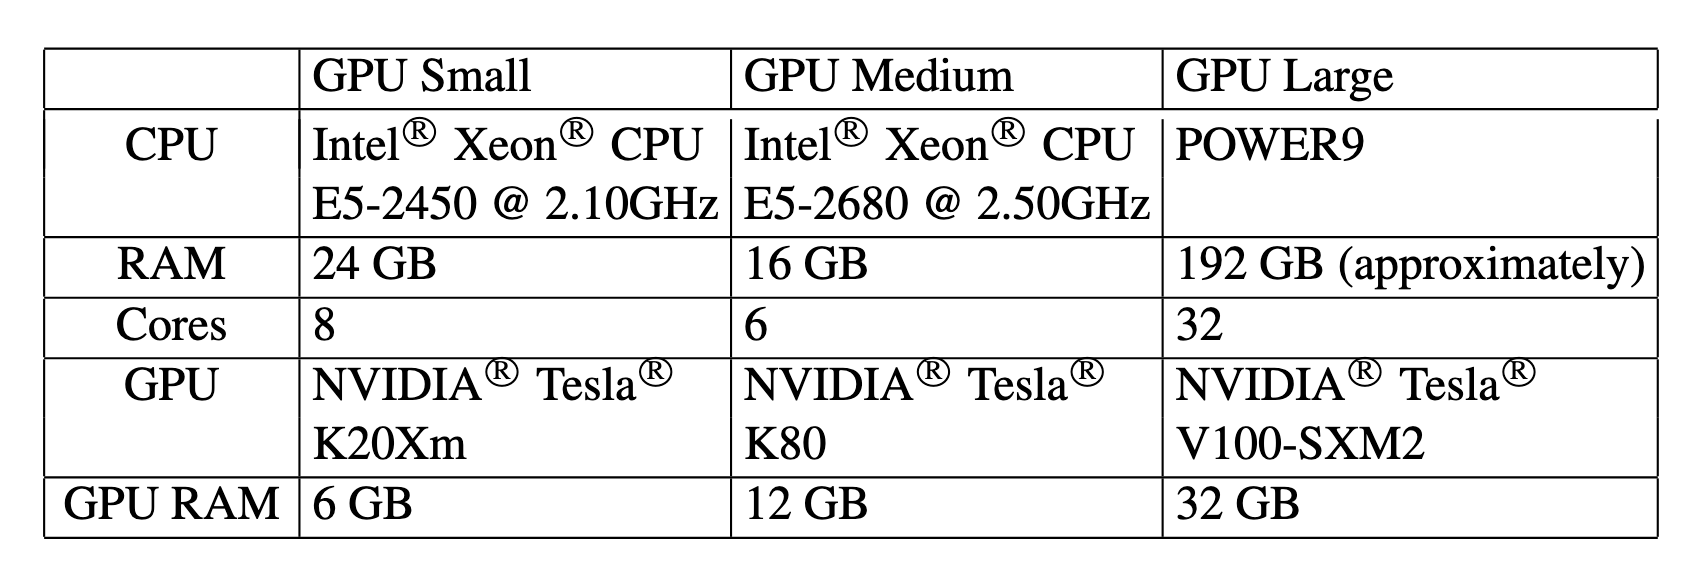 GPU Small GPU Medium GPU Large
CPU Intel® Xeon® CPU Intel® Xeon® CPU POWER9
E5-2450 @ 2.10GHz E5-2680 @ 2.50GHz
RAM 24 GB 16 GB 192 GB (approximately)
Cores 8 6 32
GPU NVIDIA® Tesla® NVIDIA® Tesla® NVIDIA® Tesla®
K20Xm K80 V100-SXM2
GPU RAM 6 GB 12 GB 32 GB